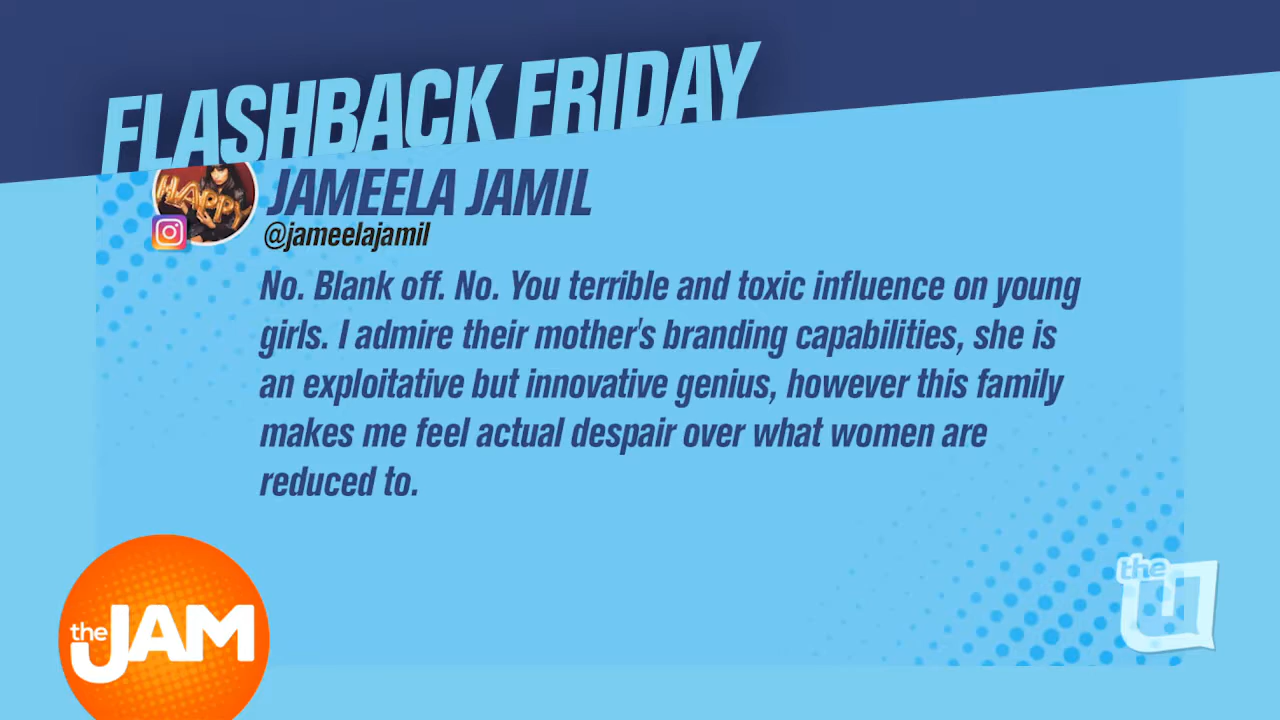 FLASHBACK FRIDAY
HAPPY
JAMEELA JAMIL
@jameelajamil
No. Blank off. No. You terrible and toxic influence on young
girls. I admire their mother's branding capabilities, she is
an exploitative but innovative genius, however this family
makes me feel actual despair over what women are
reduced to.
the JAM
the U